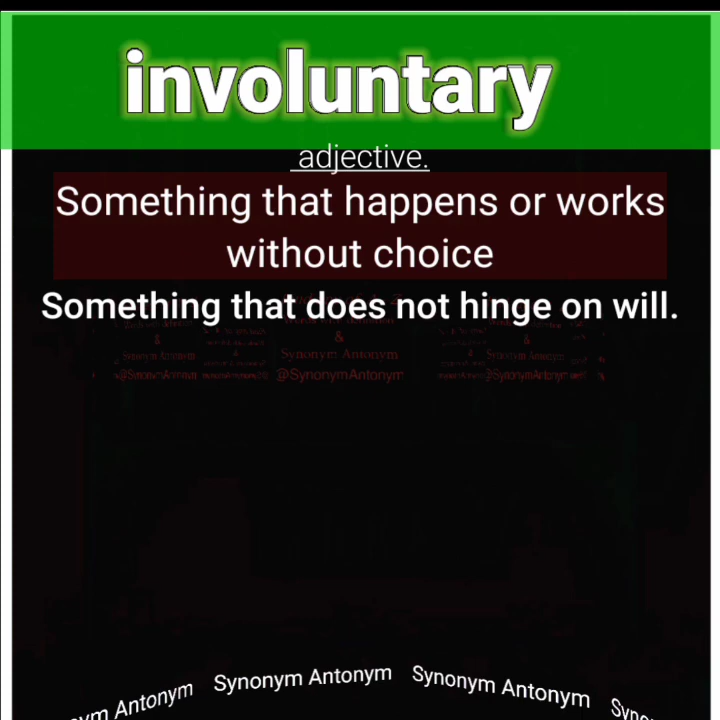 involuntary
adjective.
Something that happens or works
without choice
Something that does not hinge on will.
&
Synonym Antonym
@SynonymAntonym
Antonym
Synonym Antonym
Synonym Antonym